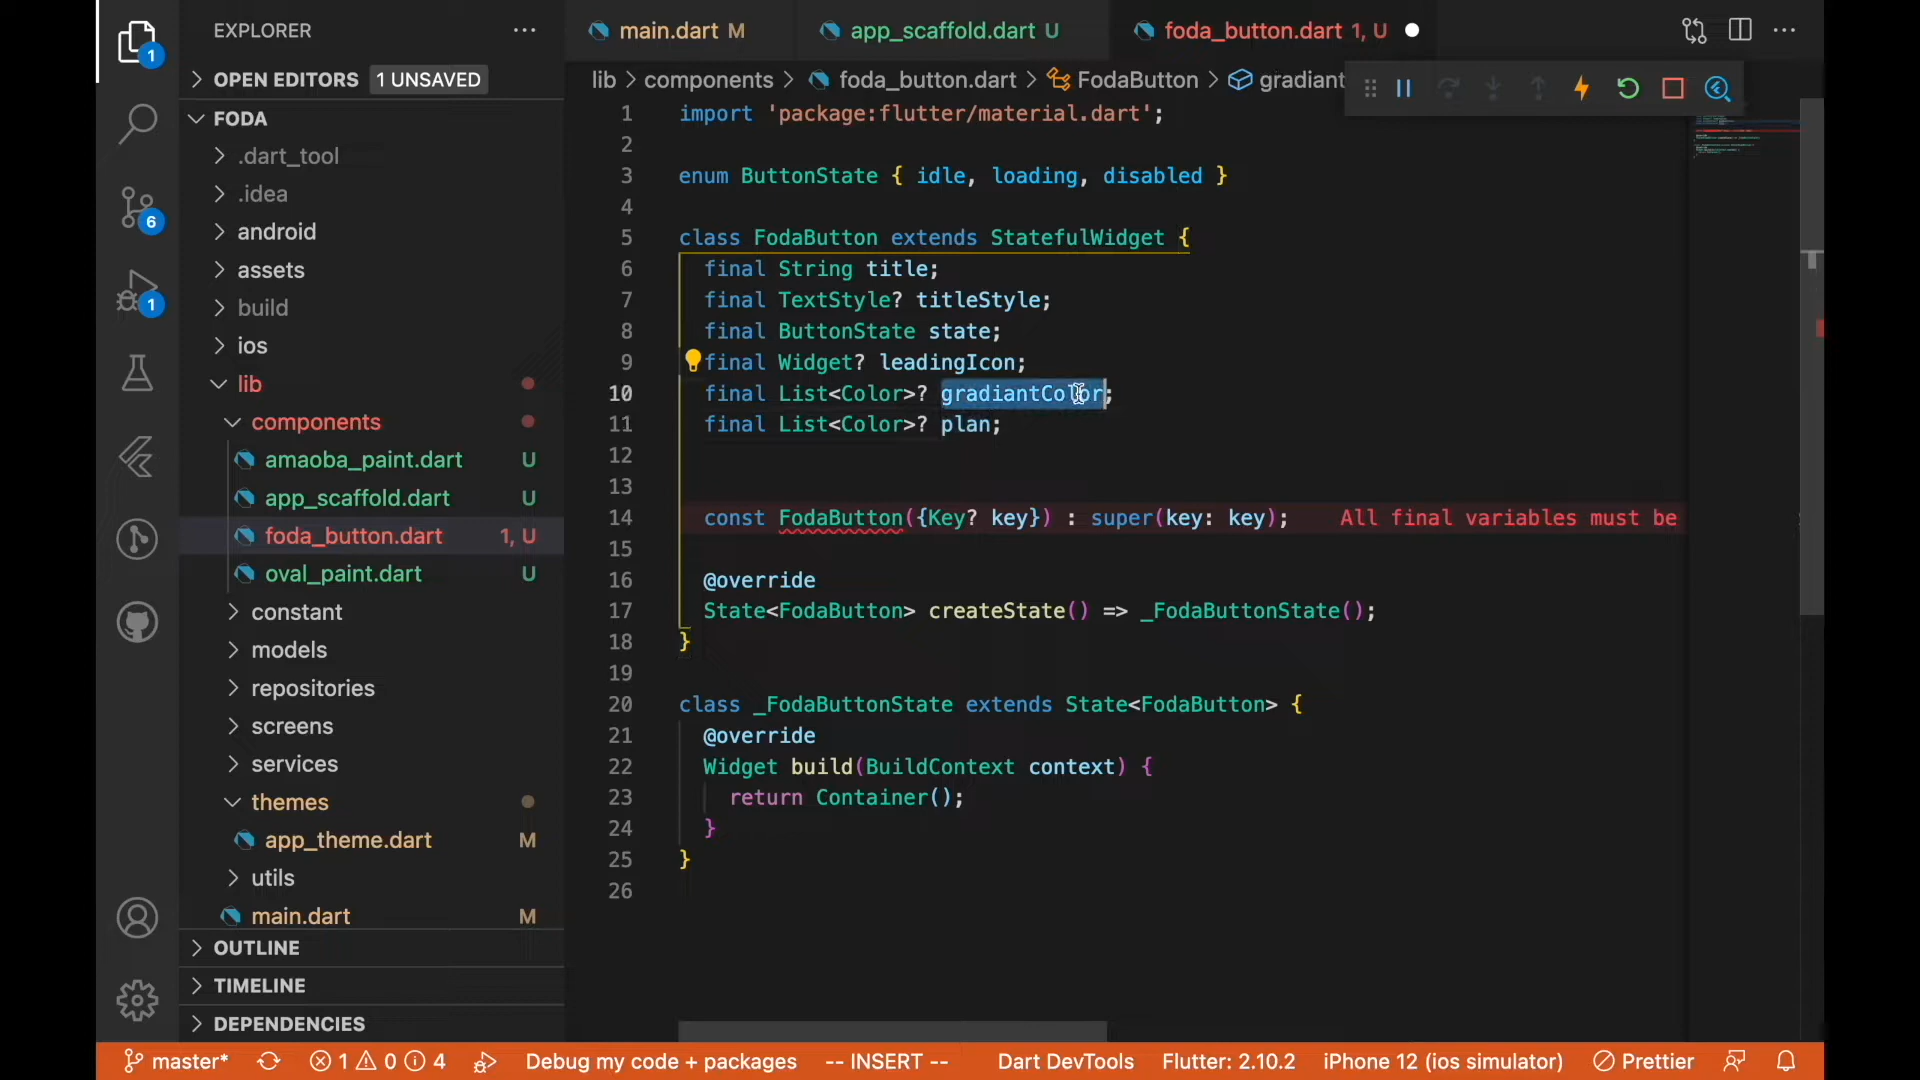 EXPLORER
OPEN EDITORS 1 UNSAVED
FODA
.dart_tool
.idea
android
assets
build
ios
lib
components
amaoba_paint.dart U
app_scaffold.dart U
foda_button.dart 1, U
oval_paint.dart U
constant
models
repositories
screens
services
themes
app_theme.dart M
utils
main.dart M
OUTLINE
TIMELINE
DEPENDENCIES
1
6
1
main.dart M
app_scaffold.dart U
foda_button.dart 1, U
lib > components > foda_button.dart > FodaButton > gradiant
1 import 'package:flutter/material.dart';
2
3 enum ButtonState { idle, loading, disabled }
4
5 class FodaButton extends StatefulWidget {
6 final String title;
7 final TextStyle? titleStyle;
8 final ButtonState state;
9 final Widget? leadingIcon;
10 final List<Color>? gradiantColor;
11 final List<Color>? plan;
12
13
14 const FodaButton({Key? key}) : super(key: key); All final variables must be
15
16 @override
17 State<FodaButton> createState() => _FodaButtonState();
18 }
19
20 class _FodaButtonState extends State<FodaButton> {
21 @override
22 Widget build(BuildContext context) {
23 return Container();
24 }
25 }
26
master* 1 0 4 Debug my code + packages -- INSERT -- Dart DevTools Flutter: 2.10.2 iPhone 12 (ios simulator) Prettier